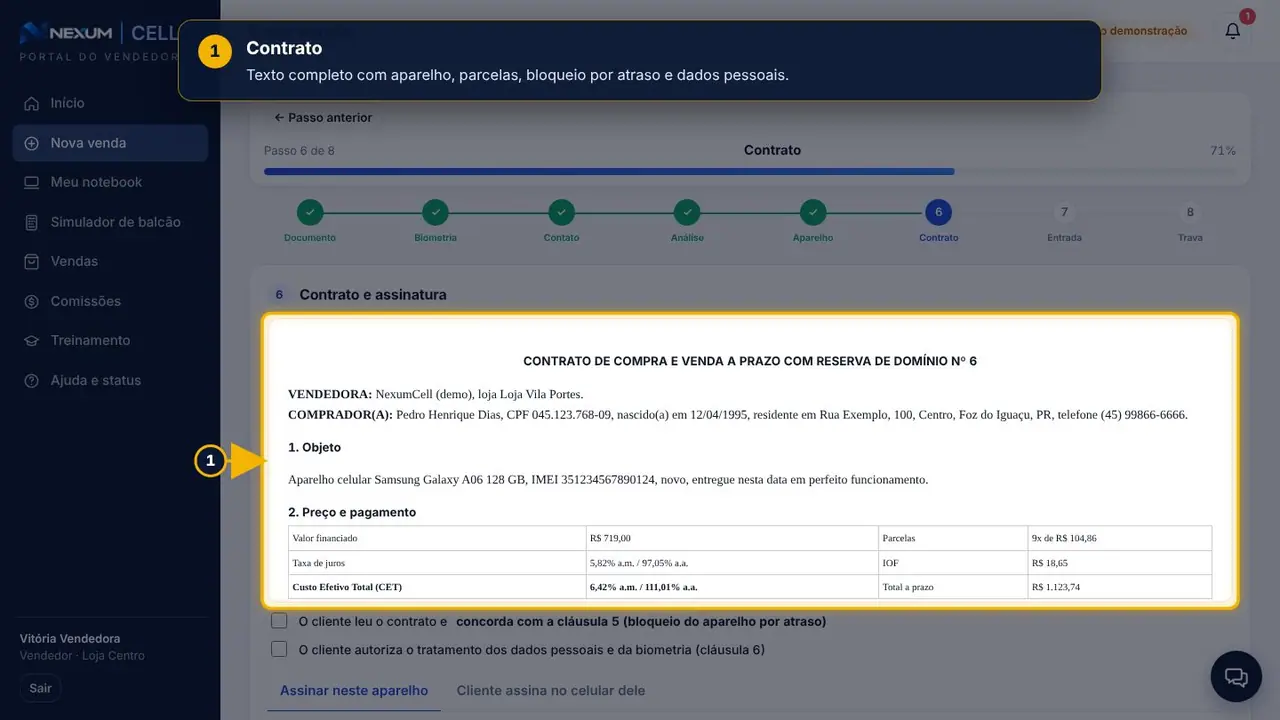 NEXUM | CELL
PORTAL DO VENDEDOR
1
Contrato
Texto completo com aparelho, parcelas, bloqueio por atraso e dados pessoais.
o demonstração
1
Início
Nova venda
Meu notebook
Simulador de balcão
Vendas
Comissões
Treinamento
Ajuda e status
← Passo anterior
Passo 6 de 8
Contrato
71%
6
7
8
Documento
Biometria
Contato
Análise
Aparelho
Contrato
Entrada
Trava
6 Contrato e assinatura
CONTRATO DE COMPRA E VENDA A PRAZO COM RESERVA DE DOMÍNIO Nº 6
VENDEDORA: NexumCell (demo), loja Loja Vila Portes.
COMPRADOR(A): Pedro Henrique Dias, CPF 045.123.768-09, nascido(a) em 12/04/1995, residente em Rua Exemplo, 100, Centro, Foz do Iguaçu, PR, telefone (45) 99866-6666.
1. Objeto
1
Aparelho celular Samsung Galaxy A06 128 GB, IMEI 351234567890124, novo, entregue nesta data em perfeito funcionamento.
2. Preço e pagamento
Valor financiado R$ 719,00 Parcelas 9x de R$ 104,86
Taxa de juros 5,82% a.m. / 97,05% a.a. IOF R$ 18,65
Custo Efetivo Total (CET) 6,42% a.m. / 111,01% a.a. Total a prazo R$ 1.123,74
O cliente leu o contrato e concorda com a cláusula 5 (bloqueio do aparelho por atraso)
O cliente autoriza o tratamento dos dados pessoais e da biometria (cláusula 6)
Assinar neste aparelho
Cliente assina no celular dele
Vitória Vendedora
Vendedor · Loja Centro
Sair